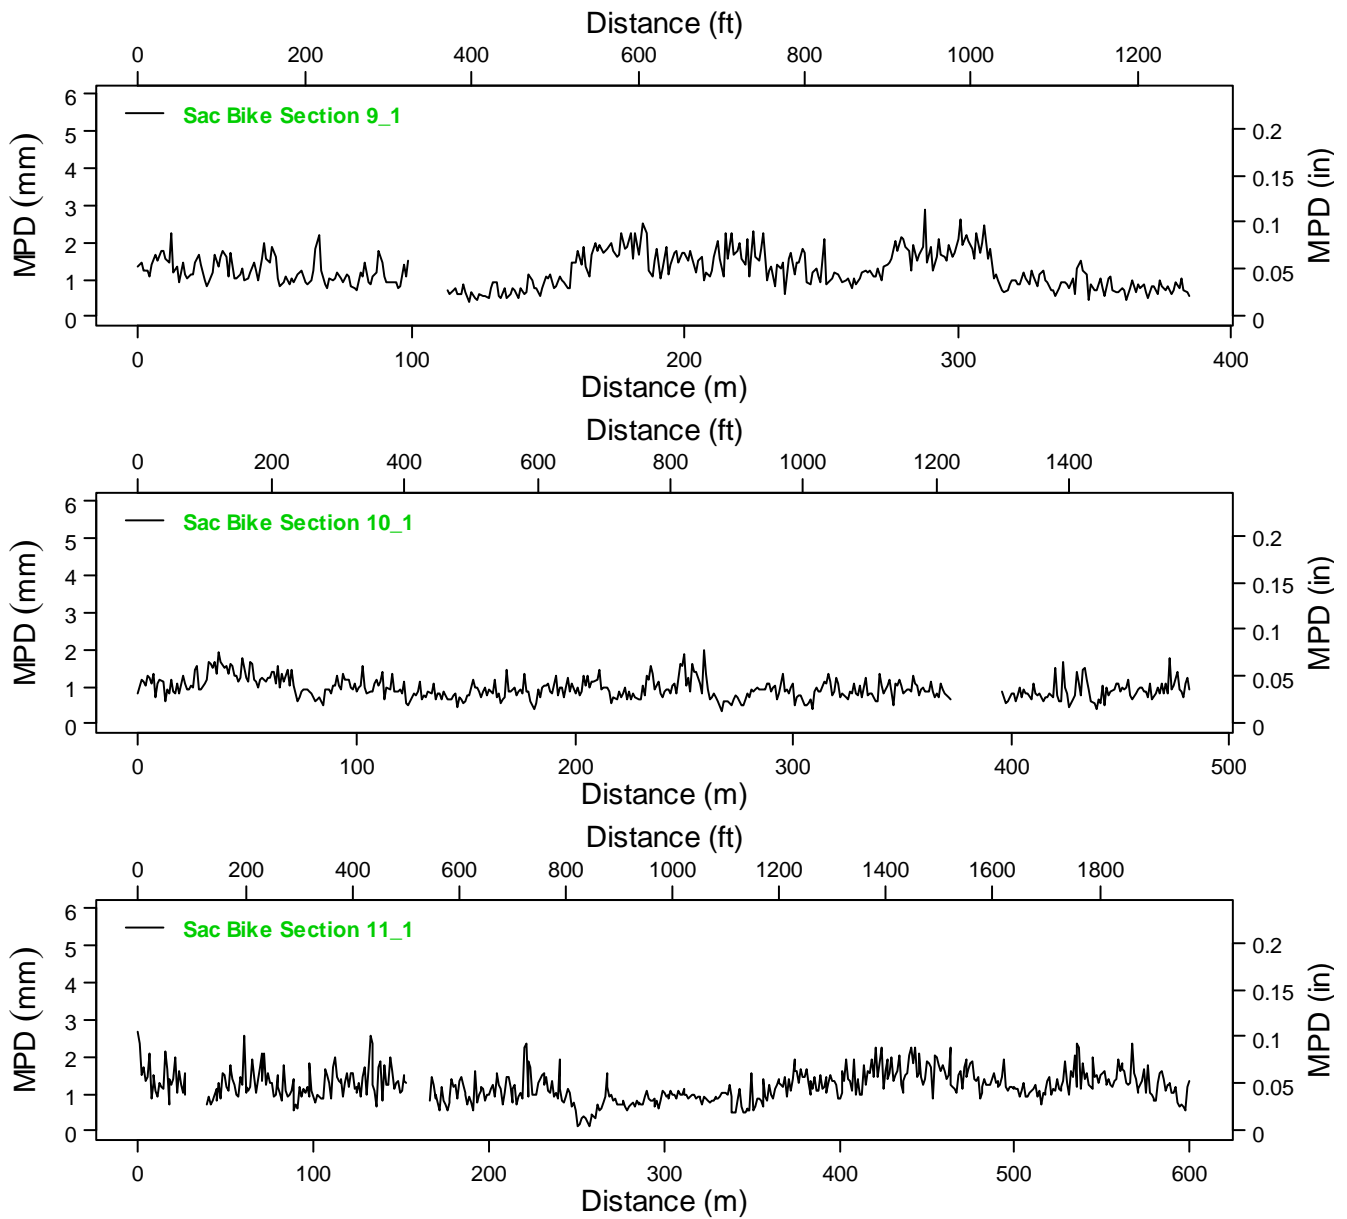 Distance (ft)
0 200 400 600 800 1000 1200
Sac Bike Section 9_1
MPD (mm)
6
5
4
3
2
1
0
0.2
0.15
0.1
0.05
0
MPD (in)
0 100 200 300 400
Distance (m)
Distance (ft)
0 200 400 600 800 1000 1200 1400
Sac Bike Section 10_1
MPD (mm)
6
5
4
3
2
1
0
0.2
0.15
0.1
0.05
0
MPD (in)
0 100 200 300 400 500
Distance (m)
Distance (ft)
0 200 400 600 800 1000 1200 1400 1600 1800
Sac Bike Section 11_1
MPD (mm)
6
5
4
3
2
1
0
0.2
0.15
0.1
0.05
0
MPD (in)
0 100 200 300 400 500 600
Distance (m)